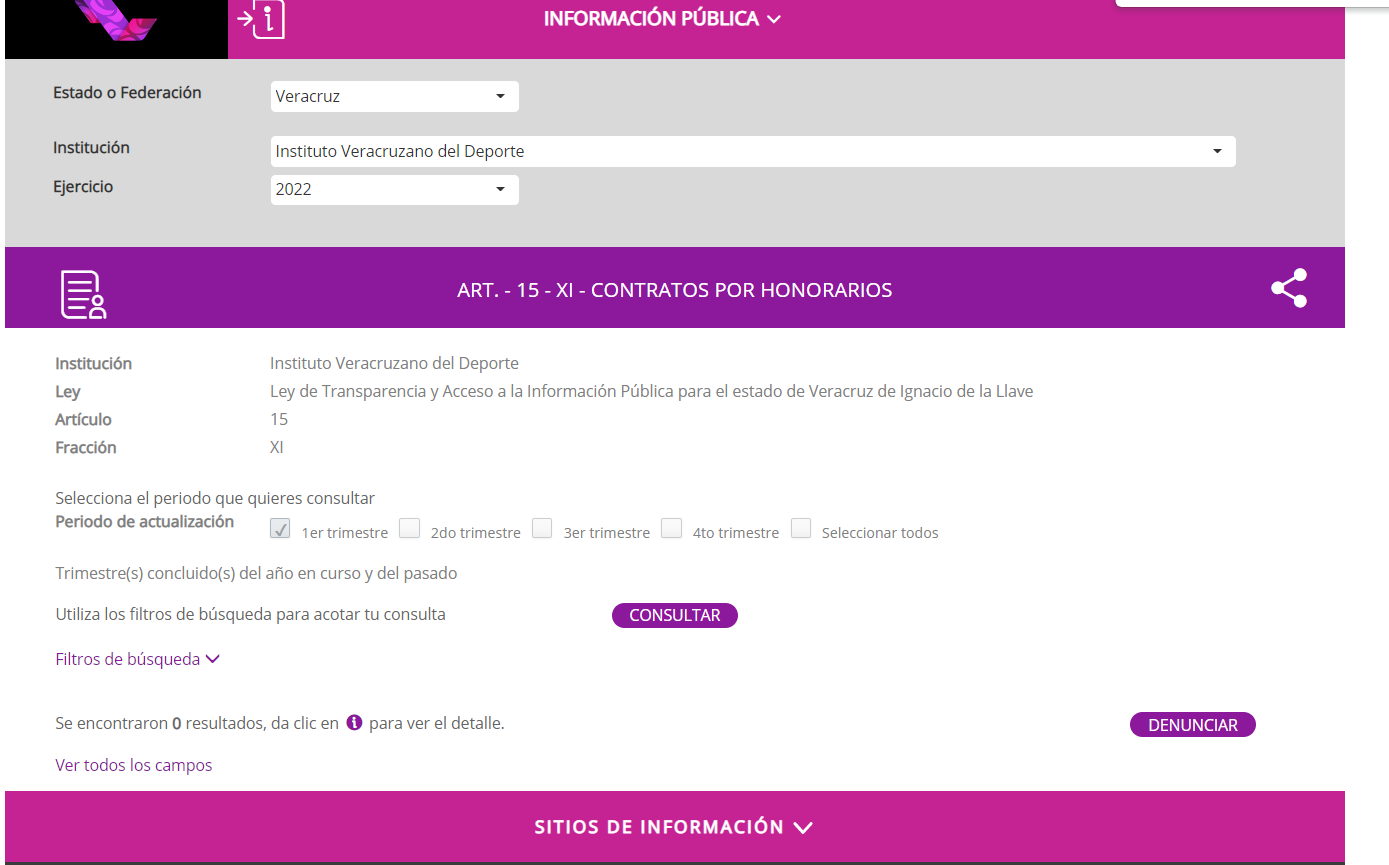 INFORMACIÓN PÚBLICA
Estado o Federación
Veracruz
Institución
Instituto Veracruzano del Deporte
Ejercicio
2022
ART. - 15 - XI - CONTRATOS POR HONORARIOS
Institución Instituto Veracruzano del Deporte
Ley Ley de Transparencia y Acceso a la Información Pública para el estado de Veracruz de Ignacio de la Llave
Artículo 15
Fracción XI
Selecciona el periodo que quieres consultar
Periodo de actualización 1er trimestre 2do trimestre 3er trimestre 4to trimestre Seleccionar todos
Trimestre(s) concluido(s) del año en curso y del pasado
Utiliza los filtros de búsqueda para acotar tu consulta CONSULTAR
Filtros de búsqueda
Se encontraron 0 resultados, da clic en i para ver el detalle. DENUNCIAR
Ver todos los campos
SITIOS DE INFORMACIÓN